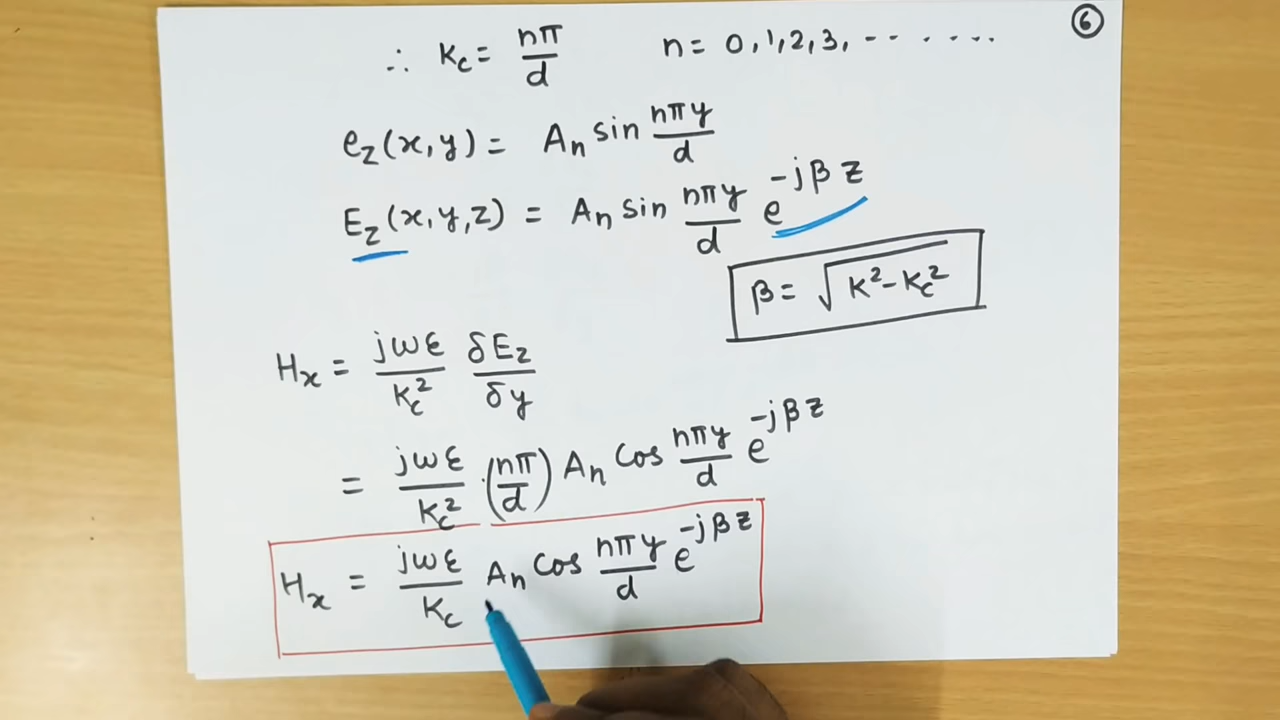 ⑥
∴ Kc = nπ/d n = 0,1,2,3, - - - - - - -
ez(x,y) = An sin nπy/d
Ez(x,y,z) = An sin nπy/d e^-jβz
β = √K²-Kc²
Hx = jωε/Kc² δEz/δy
= jωε/Kc² · (nπ/d) An Cos nπy/d e^-jβz
Hx = jωε/Kc An Cos nπy/d e^-jβz